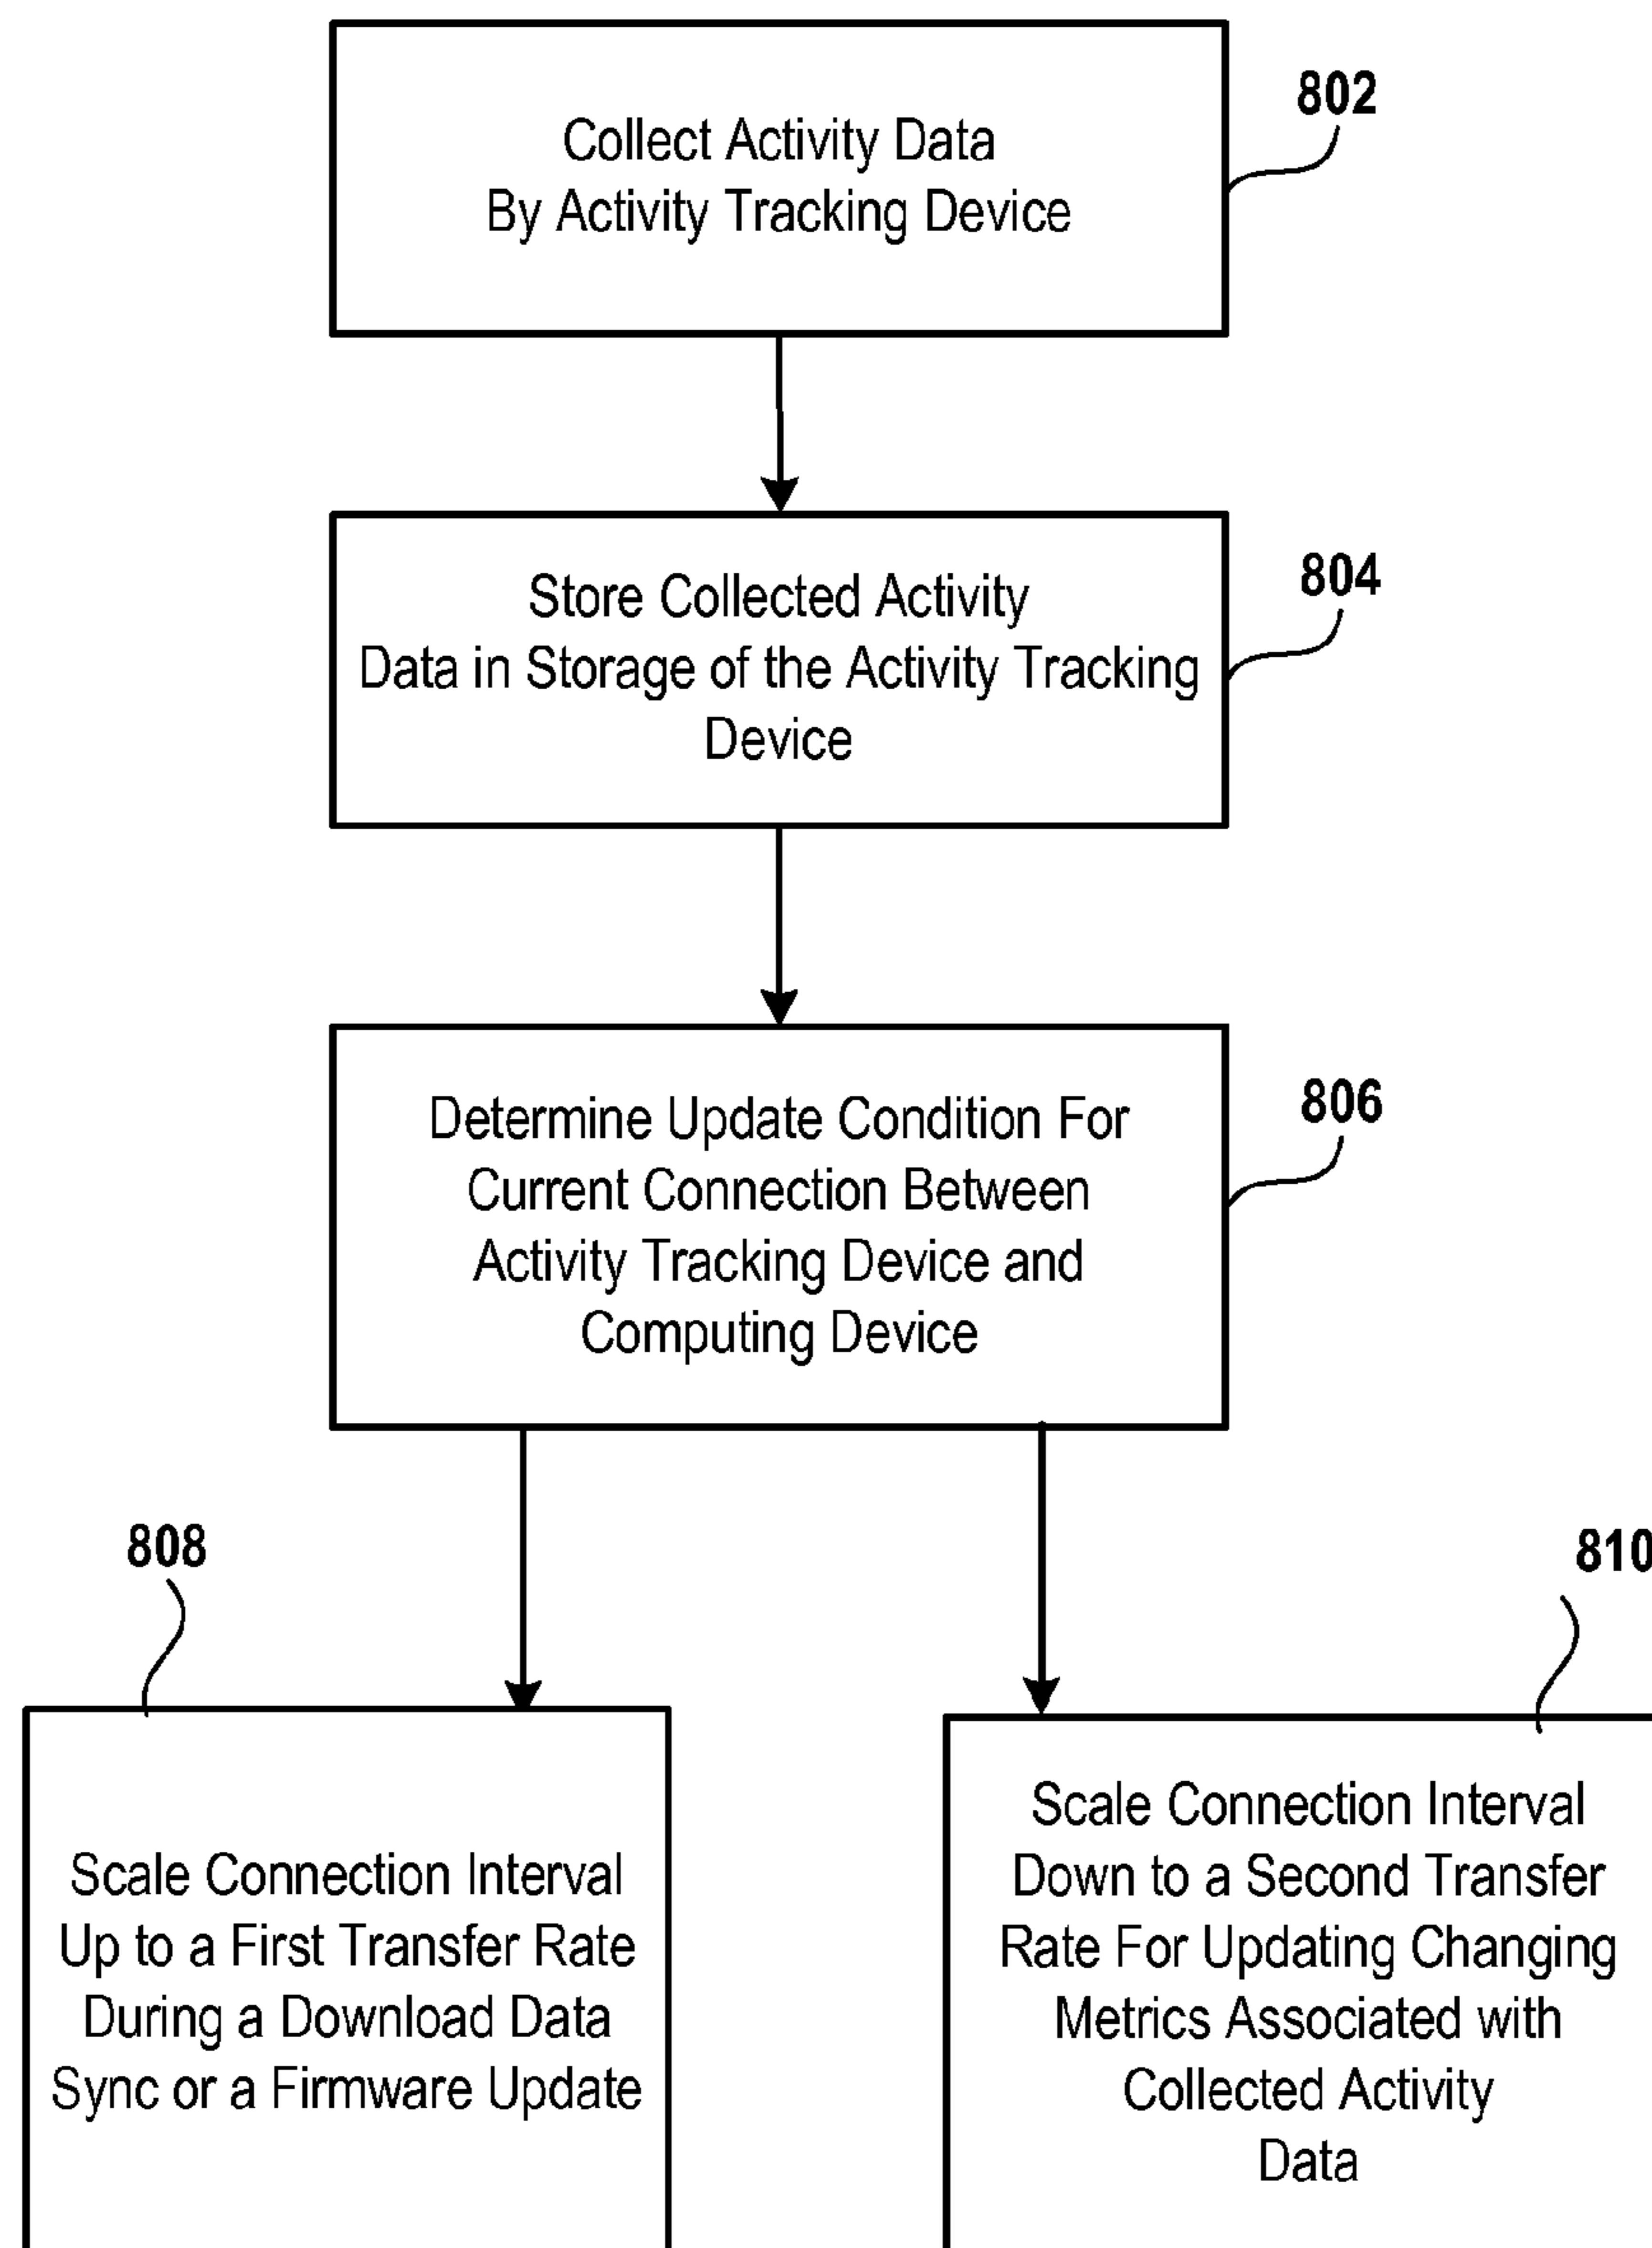 802
Collect Activity Data
By Activity Tracking Device
804
Store Collected Activity
Data in Storage of the Activity Tracking
Device
806
Determine Update Condition For
Current Connection Between
Activity Tracking Device and
Computing Device
808
810
Scale Connection Interval
Up to a First Transfer Rate
During a Download Data
Sync or a Firmware Update
Scale Connection Interval
Down to a Second Transfer
Rate For Updating Changing
Metrics Associated with
Collected Activity
Data